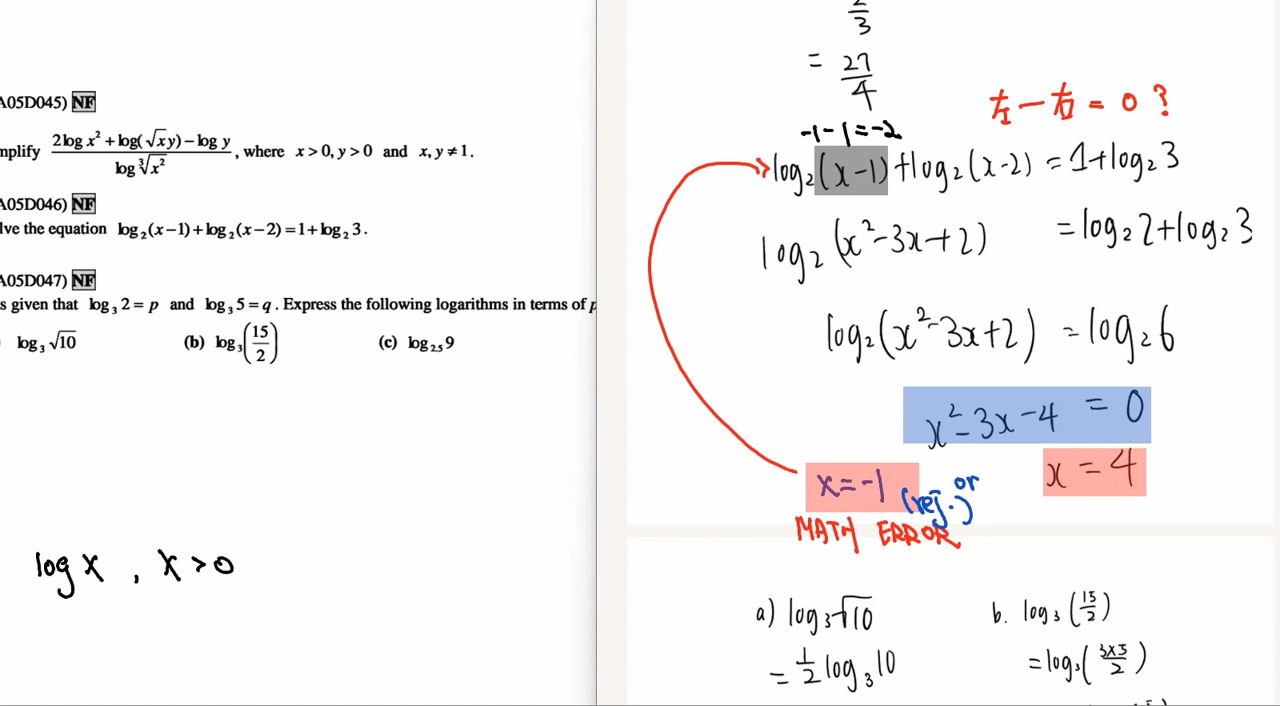 A05D045) NF
mplify (2log x² + log(√x y) − log y) / (log ∛x²), where x > 0, y > 0 and x, y ≠ 1.
A05D046) NF
lve the equation log₂(x−1)+log₂(x−2)=1+log₂3.
A05D047) NF
s given that log₃2 = p and log₃5 = q. Express the following logarithms in terms of p
log₃√10 (b) log₃(15/2) (c) log₂₅9
log x , x > 0
3
= 27/4
左 − 右 = 0 ?
-1-1=-2
log₂(x-1)+log₂(x-2) = 1+log₂3
log₂(x²-3x+2) = log₂2+log₂3
log₂(x²-3x+2) = log₂6
x²-3x-4 = 0
x=-1 (rej.) or x = 4
MATH ERROR
a) log₃√10
= 1/2 log₃10
b. log₃(15/2)
= log₃(3×5/2)